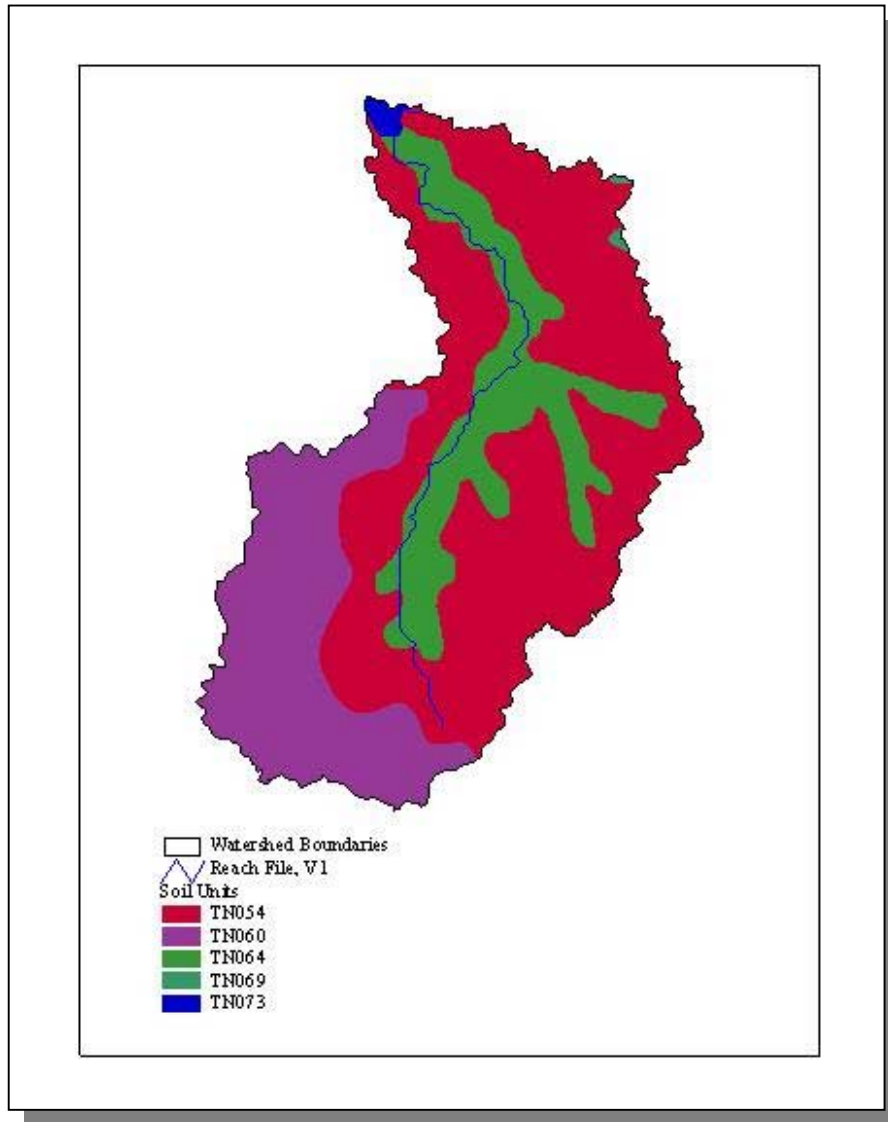 Watershed Boundaries
Reach File, V1
Soil Units
TN054
TN060
TN064
TN069
TN073